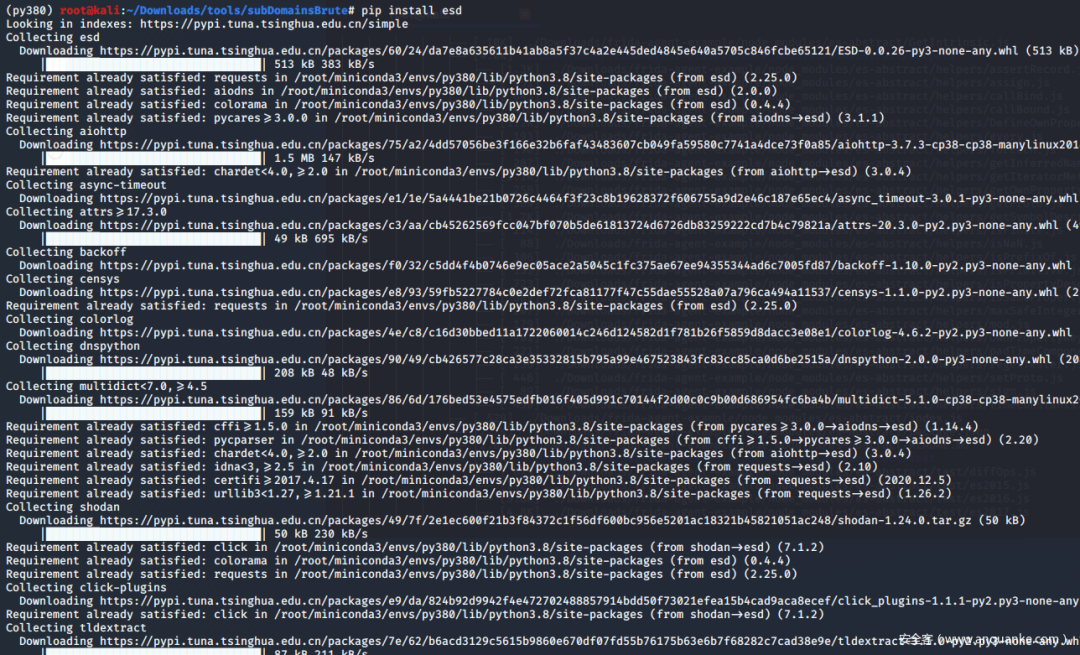 (py380) root@kali:~/Downloads/tools/subDomainsBrute# pip install esd
Looking in indexes: https://pypi.tuna.tsinghua.edu.cn/simple
Collecting esd
Downloading https://pypi.tuna.tsinghua.edu.cn/packages/60/24/da7e8a635611b41ab8a5f37c4a2e445ded4845e640a5705c846fcbe65121/ESD-0.0.26-py3-none-any.whl (513 kB)
513 kB 383 kB/s
Requirement already satisfied: requests in /root/miniconda3/envs/py380/lib/python3.8/site-packages (from esd) (2.25.0)
Requirement already satisfied: aiodns in /root/miniconda3/envs/py380/lib/python3.8/site-packages (from esd) (2.0.0)
Requirement already satisfied: colorama in /root/miniconda3/envs/py380/lib/python3.8/site-packages (from esd) (0.4.4)
Requirement already satisfied: pycares≥3.0.0 in /root/miniconda3/envs/py380/lib/python3.8/site-packages (from aiodns→esd) (3.1.1)
Collecting aiohttp
Downloading https://pypi.tuna.tsinghua.edu.cn/packages/75/a2/4dd57056be3f166e32b6faf43483607cb049fa59580c7741a4dce73f0a85/aiohttp-3.7.3-cp38-cp38-manylinux201
1.5 MB 147 kB/s
Requirement already satisfied: chardet<4.0,≥2.0 in /root/miniconda3/envs/py380/lib/python3.8/site-packages (from aiohttp→esd) (3.0.4)
Collecting async-timeout
Downloading https://pypi.tuna.tsinghua.edu.cn/packages/e1/1e/5a4441be21b0726c4464f3f23c8b19628372f606755a9d2e46c187e65ec4/async_timeout-3.0.1-py3-none-any.whl
Collecting attrs≥17.3.0
Downloading https://pypi.tuna.tsinghua.edu.cn/packages/c3/aa/cb45262569fcc047bf070b5de61813724d6726db83259222cd7b4c79821a/attrs-20.3.0-py2.py3-none-any.whl (4
49 kB 695 kB/s
Collecting backoff
Downloading https://pypi.tuna.tsinghua.edu.cn/packages/f0/32/c5dd4f4b0746e9ec05ace2a5045c1fc375ae67ee94355344ad6c7005fd87/backoff-1.10.0-py2.py3-none-any.whl
Collecting censys
Downloading https://pypi.tuna.tsinghua.edu.cn/packages/e8/93/59fb5227784c0e2def72fca81177f47c55dae55528a07a796ca494a11537/censys-1.1.0-py2.py3-none-any.whl (2
Requirement already satisfied: requests in /root/miniconda3/envs/py380/lib/python3.8/site-packages (from esd) (2.25.0)
Collecting colorlog
Downloading https://pypi.tuna.tsinghua.edu.cn/packages/4e/c8/c16d30bbed11a1722060014c246d124582d1f781b26f5859d8dacc3e08e1/colorlog-4.6.2-py2.py3-none-any.whl
Collecting dnspython
Downloading https://pypi.tuna.tsinghua.edu.cn/packages/90/49/cb426577c28ca3e35332815b795a99e467523843fc83cc85ca0d6be2515a/dnspython-2.0.0-py3-none-any.whl (20
208 kB 48 kB/s
Collecting multidict<7.0,≥4.5
Downloading https://pypi.tuna.tsinghua.edu.cn/packages/86/6d/176bed53e4575edfb016f405d991c70144f2d00c0c9b00d686954fc6ba4b/multidict-5.1.0-cp38-cp38-manylinux2
159 kB 91 kB/s
Requirement already satisfied: cffi≥1.5.0 in /root/miniconda3/envs/py380/lib/python3.8/site-packages (from pycares≥3.0.0→aiodns→esd) (1.14.4)
Requirement already satisfied: pycparser in /root/miniconda3/envs/py380/lib/python3.8/site-packages (from cffi≥1.5.0→pycares≥3.0.0→aiodns→esd) (2.20)
Requirement already satisfied: chardet<4.0,≥2.0 in /root/miniconda3/envs/py380/lib/python3.8/site-packages (from aiohttp→esd) (3.0.4)
Requirement already satisfied: idna<3,≥2.5 in /root/miniconda3/envs/py380/lib/python3.8/site-packages (from requests→esd) (2.10)
Requirement already satisfied: certifi≥2017.4.17 in /root/miniconda3/envs/py380/lib/python3.8/site-packages (from requests→esd) (2020.12.5)
Requirement already satisfied: urllib3<1.27,≥1.21.1 in /root/miniconda3/envs/py380/lib/python3.8/site-packages (from requests→esd) (1.26.2)
Collecting shodan
Downloading https://pypi.tuna.tsinghua.edu.cn/packages/49/7f/2e1ec600f21b3f84372c1f56df600bc956e5201ac18321b45821051ac248/shodan-1.24.0.tar.gz (50 kB)
50 kB 230 kB/s
Requirement already satisfied: click in /root/miniconda3/envs/py380/lib/python3.8/site-packages (from shodan→esd) (7.1.2)
Requirement already satisfied: colorama in /root/miniconda3/envs/py380/lib/python3.8/site-packages (from esd) (0.4.4)
Requirement already satisfied: requests in /root/miniconda3/envs/py380/lib/python3.8/site-packages (from esd) (2.25.0)
Collecting click-plugins
Downloading https://pypi.tuna.tsinghua.edu.cn/packages/e9/da/824b92d9942f4e472702488857914bdd50f73021efea15b4cad9aca8ecef/click_plugins-1.1.1-py2.py3-none-any
Requirement already satisfied: click in /root/miniconda3/envs/py380/lib/python3.8/site-packages (from shodan→esd) (7.1.2)
Collecting tldextract
Downloading https://pypi.tuna.tsinghua.edu.cn/packages/7e/62/b6acd3129c5615b9860e670df07fd55b76175b63e6b7f68282c7cad38e9e/tldextract
安全客 (www.anquanke.com)
87 kB 211 kB/s